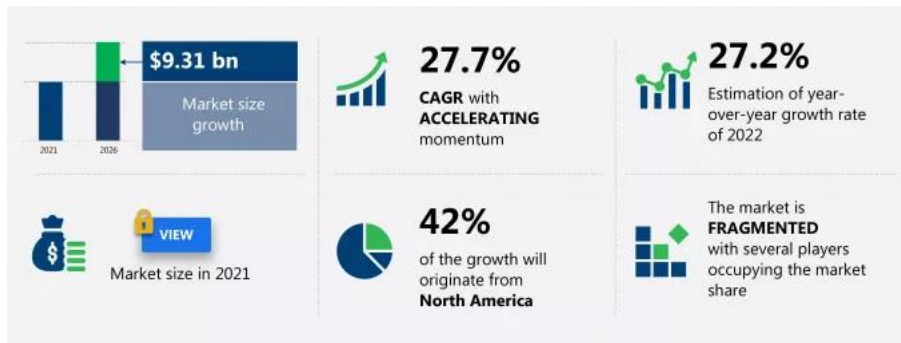 $9.31 bn
Market size
growth
2021
2026
27.7%
CAGR with
ACCELERATING
momentum
27.2%
Estimation of year-
over-year growth rate
of 2022
$
VIEW
Market size in 2021
42%
of the growth will
originate from
North America
The market is
FRAGMENTED
with several players
occupying the market
share